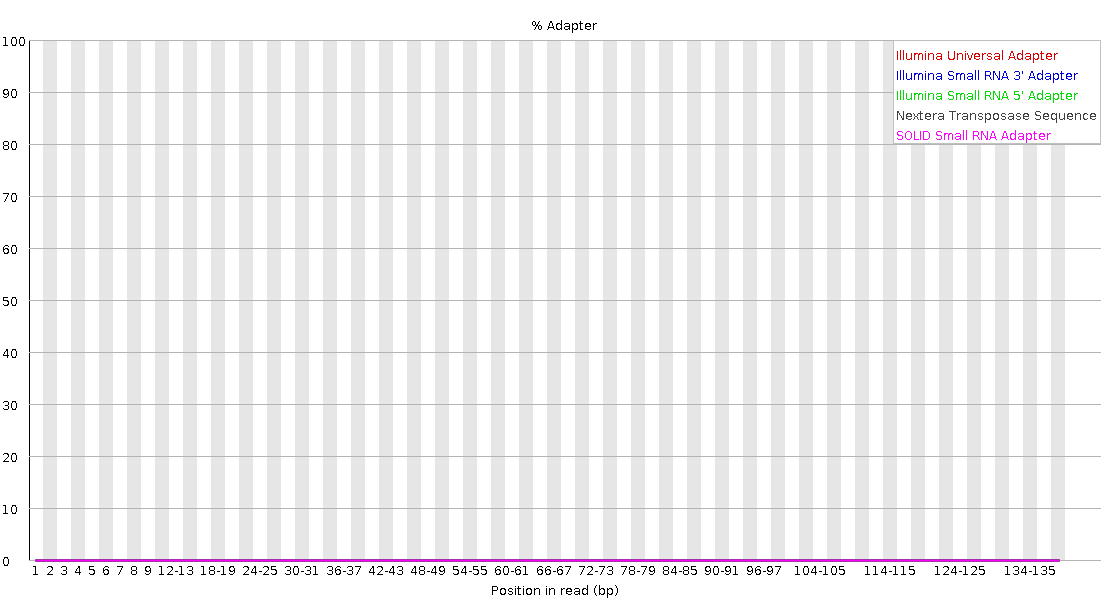 % Adapter
100
90
80
70
60
50
40
30
20
10
0
Illumina Universal Adapter
Illumina Small RNA 3' Adapter
Illumina Small RNA 5' Adapter
Nextera Transposase Sequence
SOLID Small RNA Adapter
1 2 3 4 5 6 7 8 9 12-13 18-19 24-25 30-31 36-37 42-43 48-49 54-55 60-61 66-67 72-73 78-79 84-85 90-91 96-97 104-105 114-115 124-125 134-135
Position in read (bp)